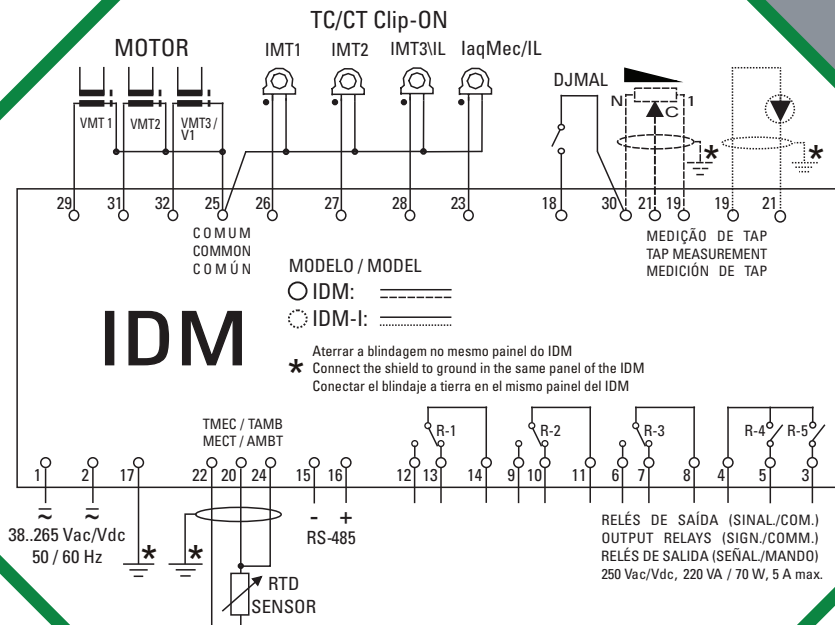 TC/CT Clip-ON
MOTOR
IMT1 IMT2 IMT3\IL IaqMec/IL
DJMAL
N 1
C
VMT 1 VMT2 VMT3 /
V1
* *
29 31 32 25 26 27 28 23 18 30 21 19 19 21
COMUM
COMMON
COMÚN
MEDIÇÃO DE TAP
TAP MEASUREMENT
MEDICIÓN DE TAP
MODELO / MODEL
IDM:
IDM-I:
IDM
Aterrar a blindagem no mesmo painel do IDM
* Connect the shield to ground in the same panel of the IDM
Conectar el blindaje a tierra en el mismo painel del IDM
TMEC / TAMB
MECT / AMBT
R-1 R-2 R-3 R-4 R-5
1 2 17 22 20 24 15 16 12 13 14 9 10 11 6 7 8 4 5 3
- +
RS-485
38..265 Vac/Vdc
50 / 60 Hz
* *
RTD
SENSOR
RELÉS DE SAÍDA (SINAL./COM.)
OUTPUT RELAYS (SIGN./COMM.)
RELÉS DE SALIDA (SEÑAL./MANDO)
250 Vac/Vdc, 220 VA / 70 W, 5 A max.